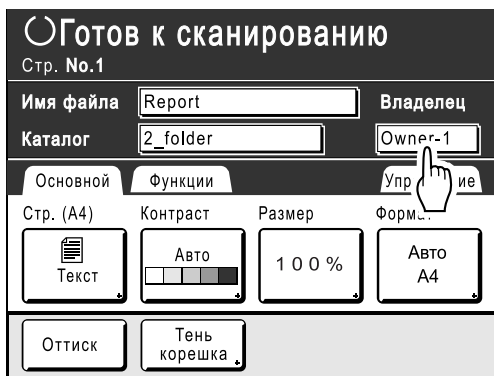 Готов к сканированию
Стр. No.1
Имя файла Report Владелец
Каталог 2_folder Owner-1
Основной Функции
Стр. (A4) Контраст Размер
Текст Авто 100% Авто
A4
Оттиск Тень
корешка